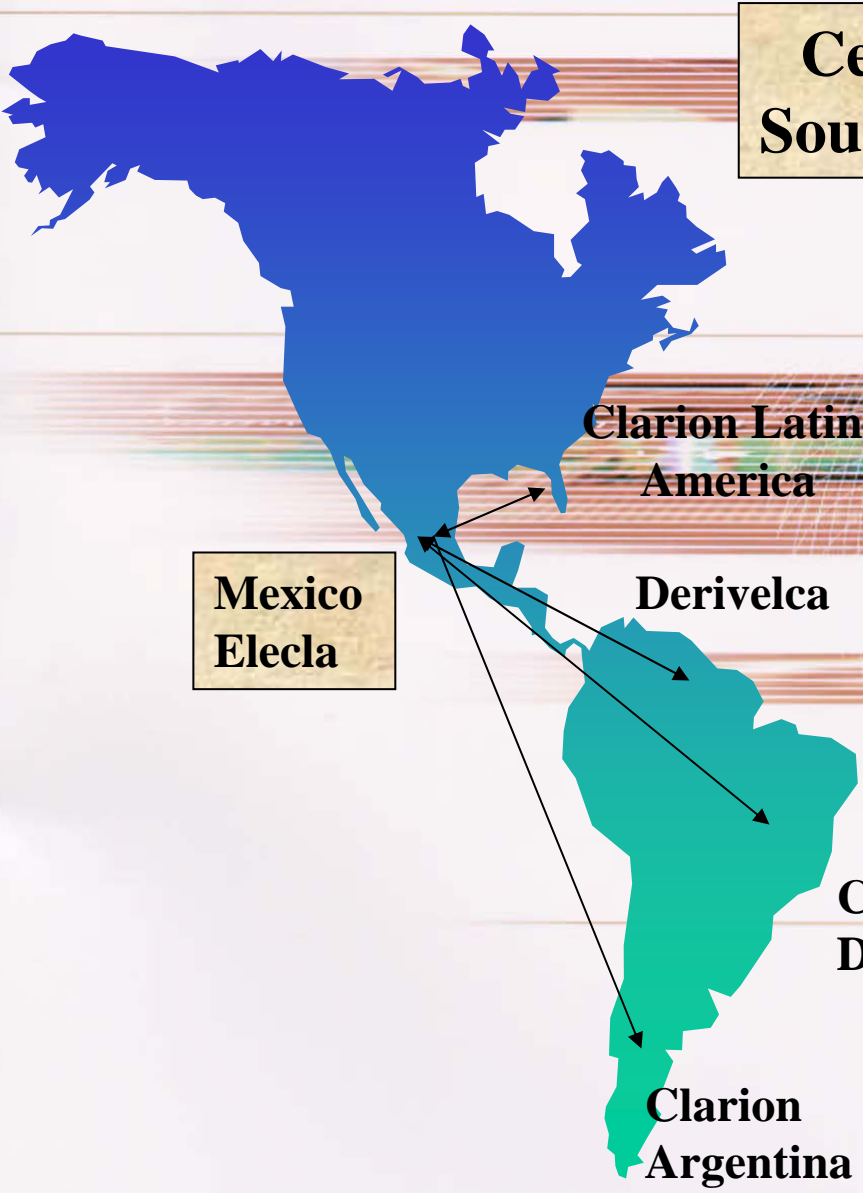 Ce
Sou
Clarion Latin
America
Mexico
Elecla
Derivelca
C
D
Clarion
Argentina